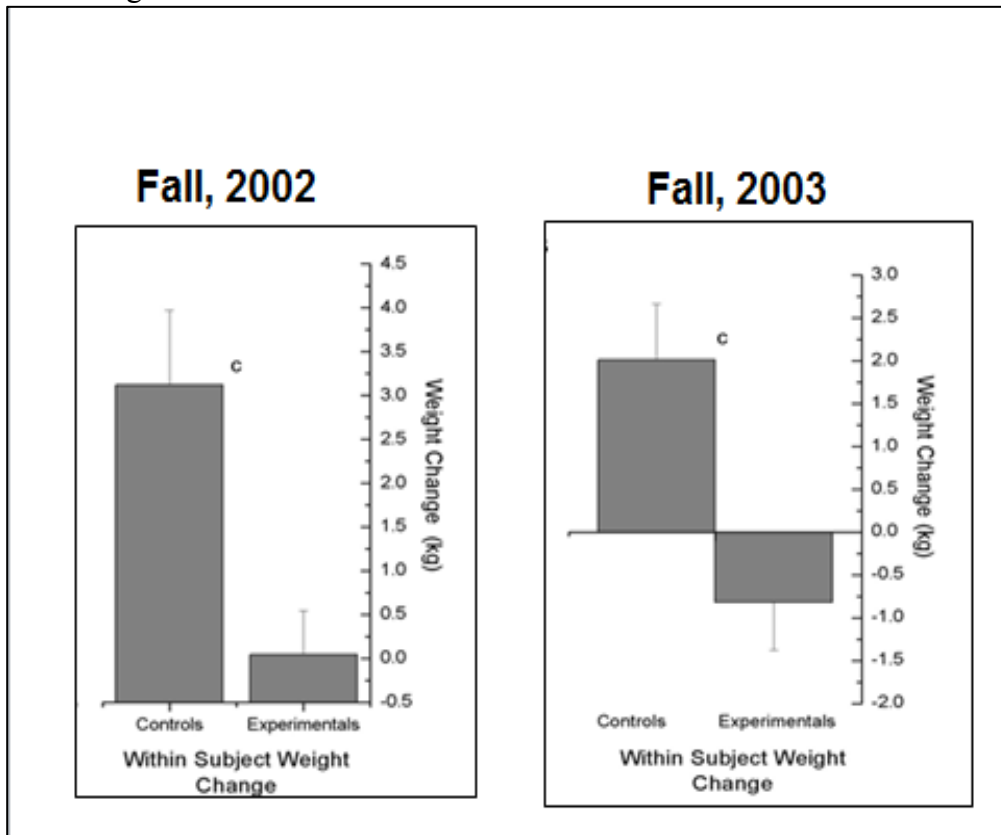 Fall, 2002
4.5
4.0
3.5
3.0
2.5
2.0
1.5
1.0
0.5
0.0
-0.5
Weight Change (kg)
c
Controls Experimentals
Within Subject Weight
Change
Fall, 2003
3.0
2.5
2.0
1.5
1.0
0.5
0.0
-0.5
-1.0
-1.5
-2.0
Weight Change (kg)
c
Controls Experimentals
Within Subject Weight
Change